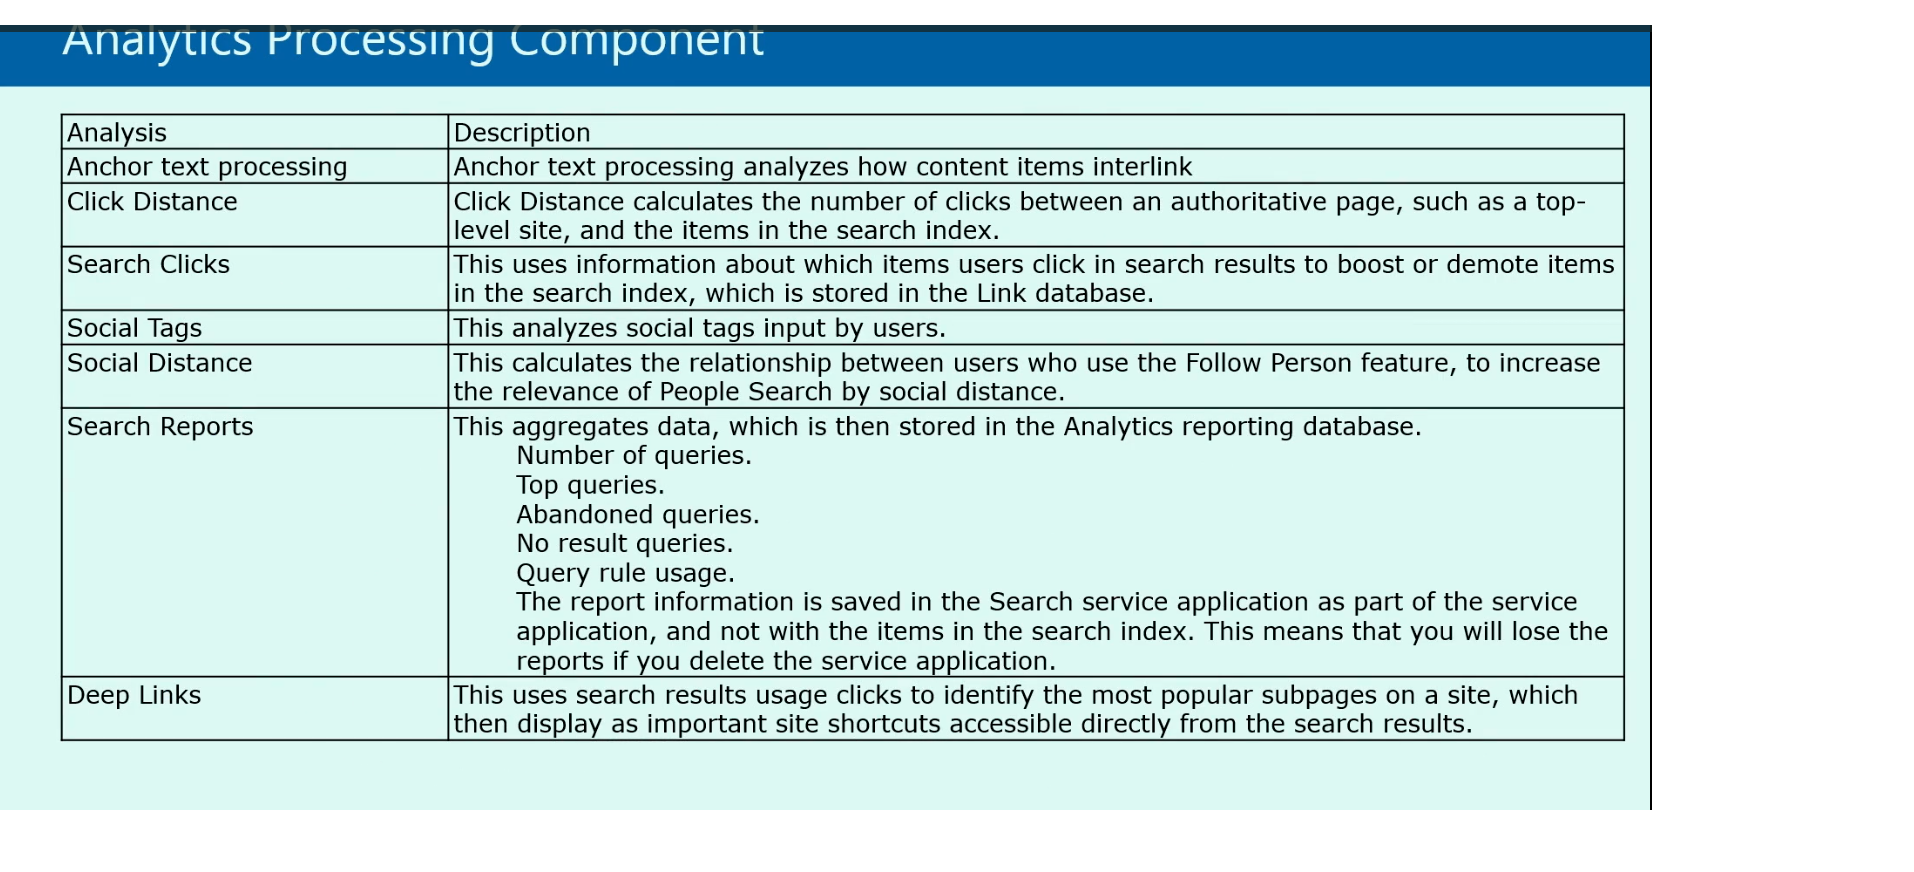 Analytics Processing Component
Analysis
Description
Anchor text processing
Anchor text processing analyzes how content items interlink
Click Distance
Click Distance calculates the number of clicks between an authoritative page, such as a top-
level site, and the items in the search index.
Search Clicks
This uses information about which items users click in search results to boost or demote items
in the search index, which is stored in the Link database.
Social Tags
This analyzes social tags input by users.
Social Distance
This calculates the relationship between users who use the Follow Person feature, to increase
the relevance of People Search by social distance.
Search Reports
This aggregates data, which is then stored in the Analytics reporting database.
Number of queries.
Top queries.
Abandoned queries.
No result queries.
Query rule usage.
The report information is saved in the Search service application as part of the service
application, and not with the items in the search index. This means that you will lose the
reports if you delete the service application.
Deep Links
This uses search results usage clicks to identify the most popular subpages on a site, which
then display as important site shortcuts accessible directly from the search results.